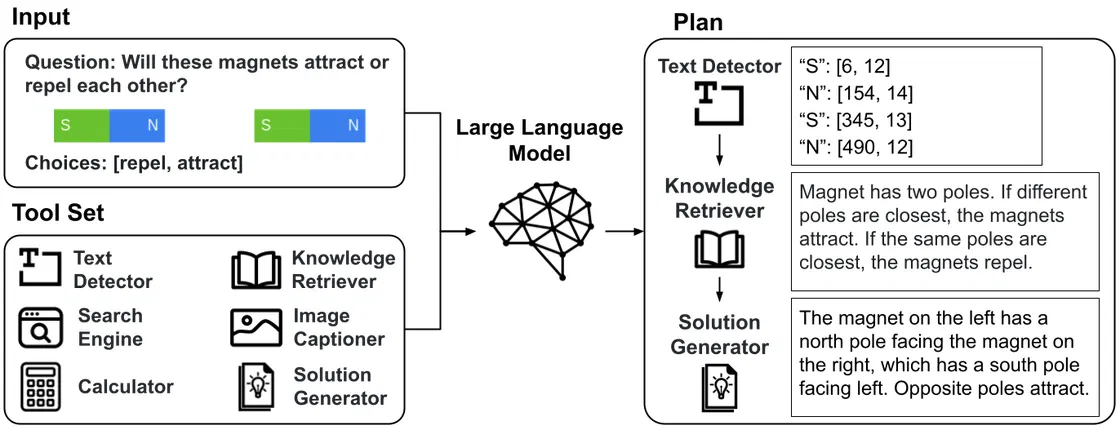 Input
Question: Will these magnets attract or
repel each other?
S N S N
Choices: [repel, attract]
Tool Set
Text
Detector
Knowledge
Retriever
Search
Engine
Image
Captioner
Calculator
Solution
Generator
Large Language
Model
Plan
Text Detector
T
“S”: [6, 12]
“N”: [154, 14]
“S”: [345, 13]
“N”: [490, 12]
Knowledge
Retriever
Magnet has two poles. If different
poles are closest, the magnets
attract. If the same poles are
closest, the magnets repel.
Solution
Generator
The magnet on the left has a
north pole facing the magnet on
the right, which has a south pole
facing left. Opposite poles attract.